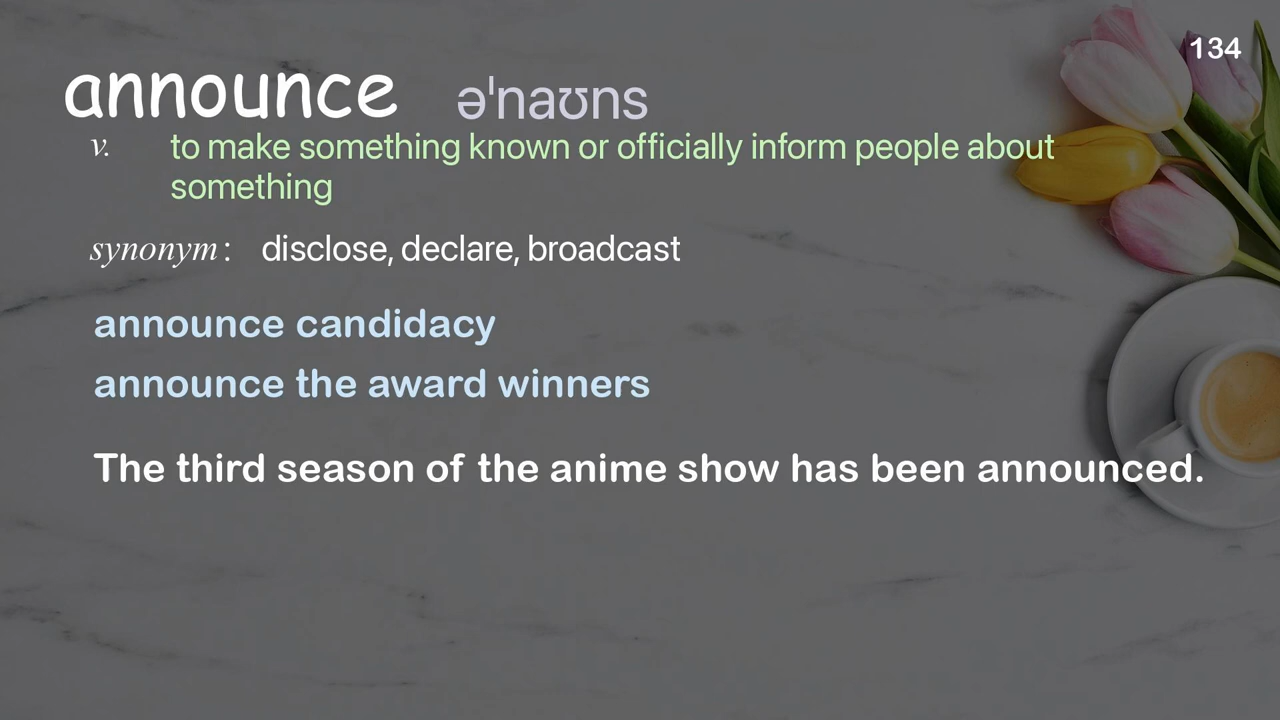 134
announce əˈnaʊns
v. to make something known or officially inform people about
something
synonym : disclose, declare, broadcast
announce candidacy
announce the award winners
The third season of the anime show has been announced.